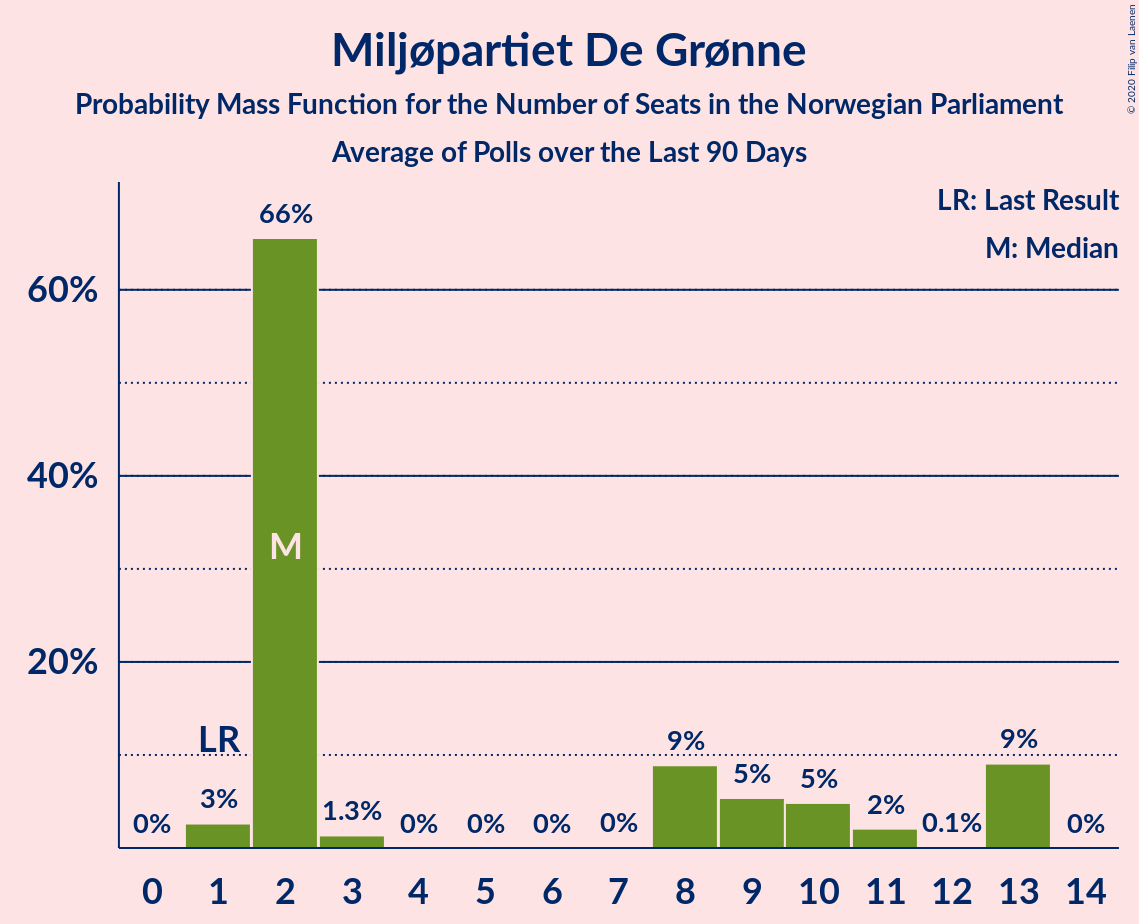 Miljøpartiet De Grønne
Probability Mass Function for the Number of Seats in the Norwegian Parliament
Average of Polls over the Last 90 Days
© 2020 Filip van Laenen
LR: Last Result
M: Median
66%
60%
40%
M
20%
LR
3%
0%
1.3%
0%
0%
0%
0%
9%
5%
5%
2%
0.1%
9%
0%
0 1 2 3 4 5 6 7 8 9 10 11 12 13 14